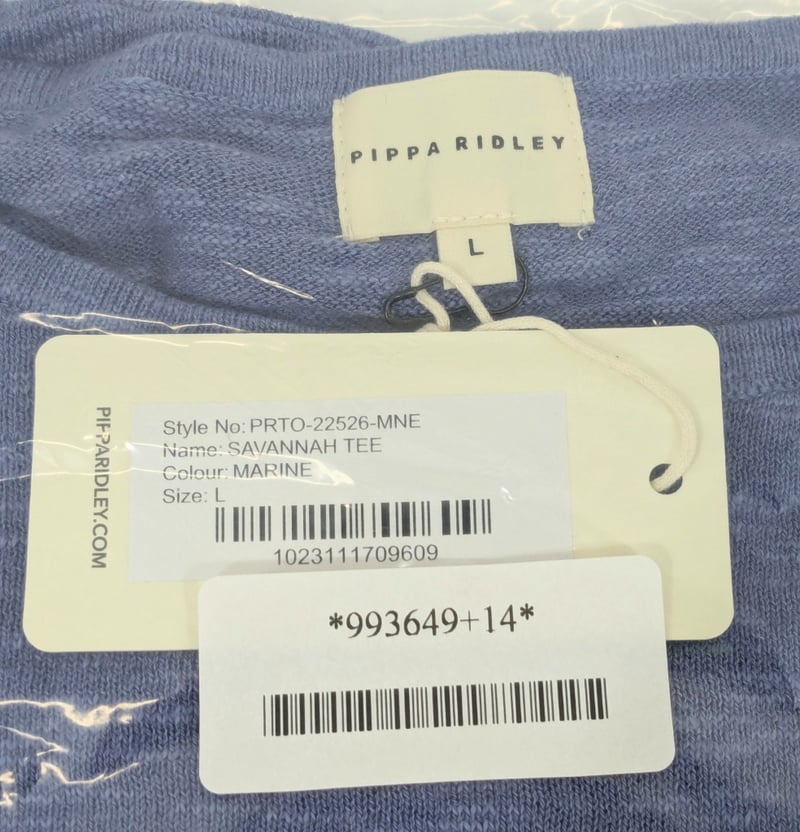 PIPPA RIDLEY
L
PIPPARIDLEY.COM
Style No: PRTO-22526-MNE
Name: SAVANNAH TEE
Colour: MARINE
Size: L
1023111709609
*993649+14*